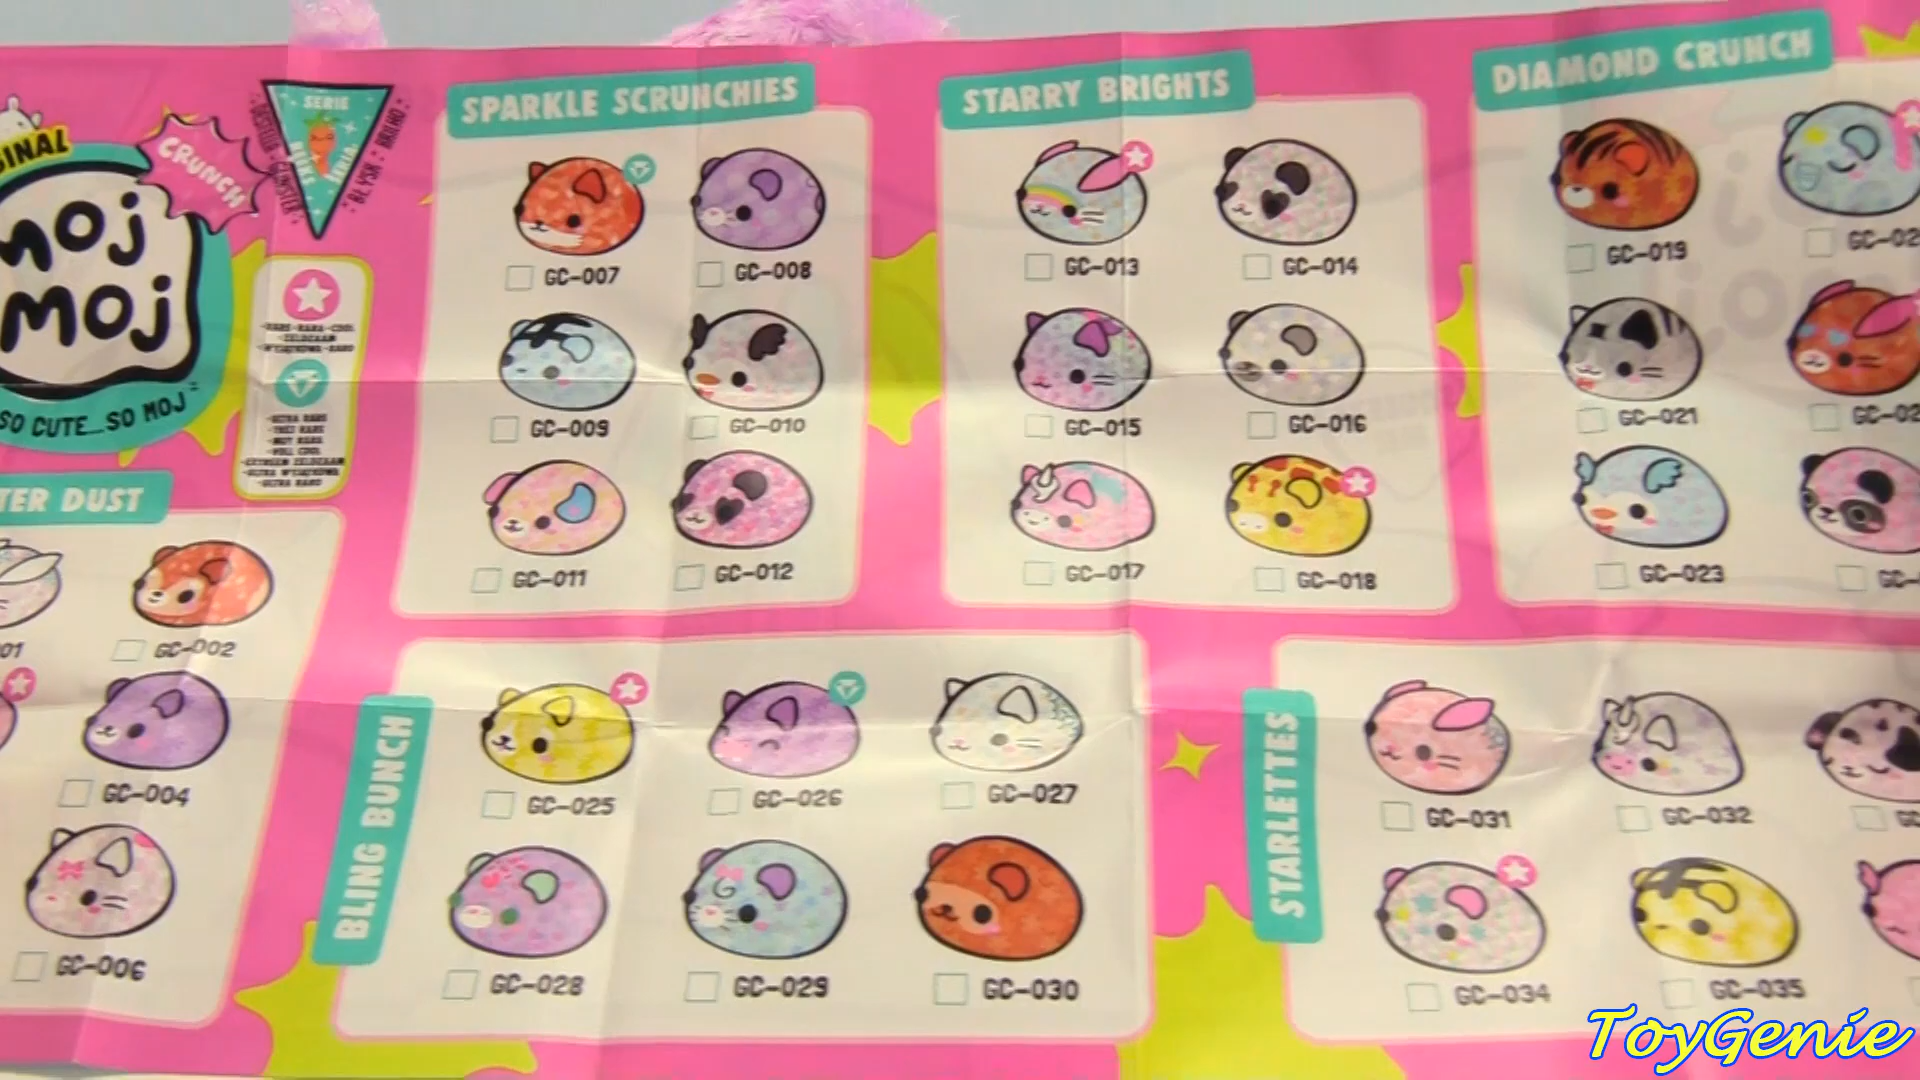 MOJ
MOJ
CRUNCH
SO CUTE...SO MOJ
SERIE
SPARKLE SCRUNCHIES
GC-007
GC-008
GC-009
GC-010
GC-011
GC-012
STARRY BRIGHTS
GC-013
GC-014
GC-015
GC-016
GC-017
GC-018
DIAMOND CRUNCH
GC-019
GC-021
GC-023
DUST
GC-002
GC-004
GC-006
BLING BUNCH
GC-025
GC-026
GC-027
GC-028
GC-029
GC-030
STARLETTES
GC-031
GC-032
GC-034
GC-035
ToyGenie